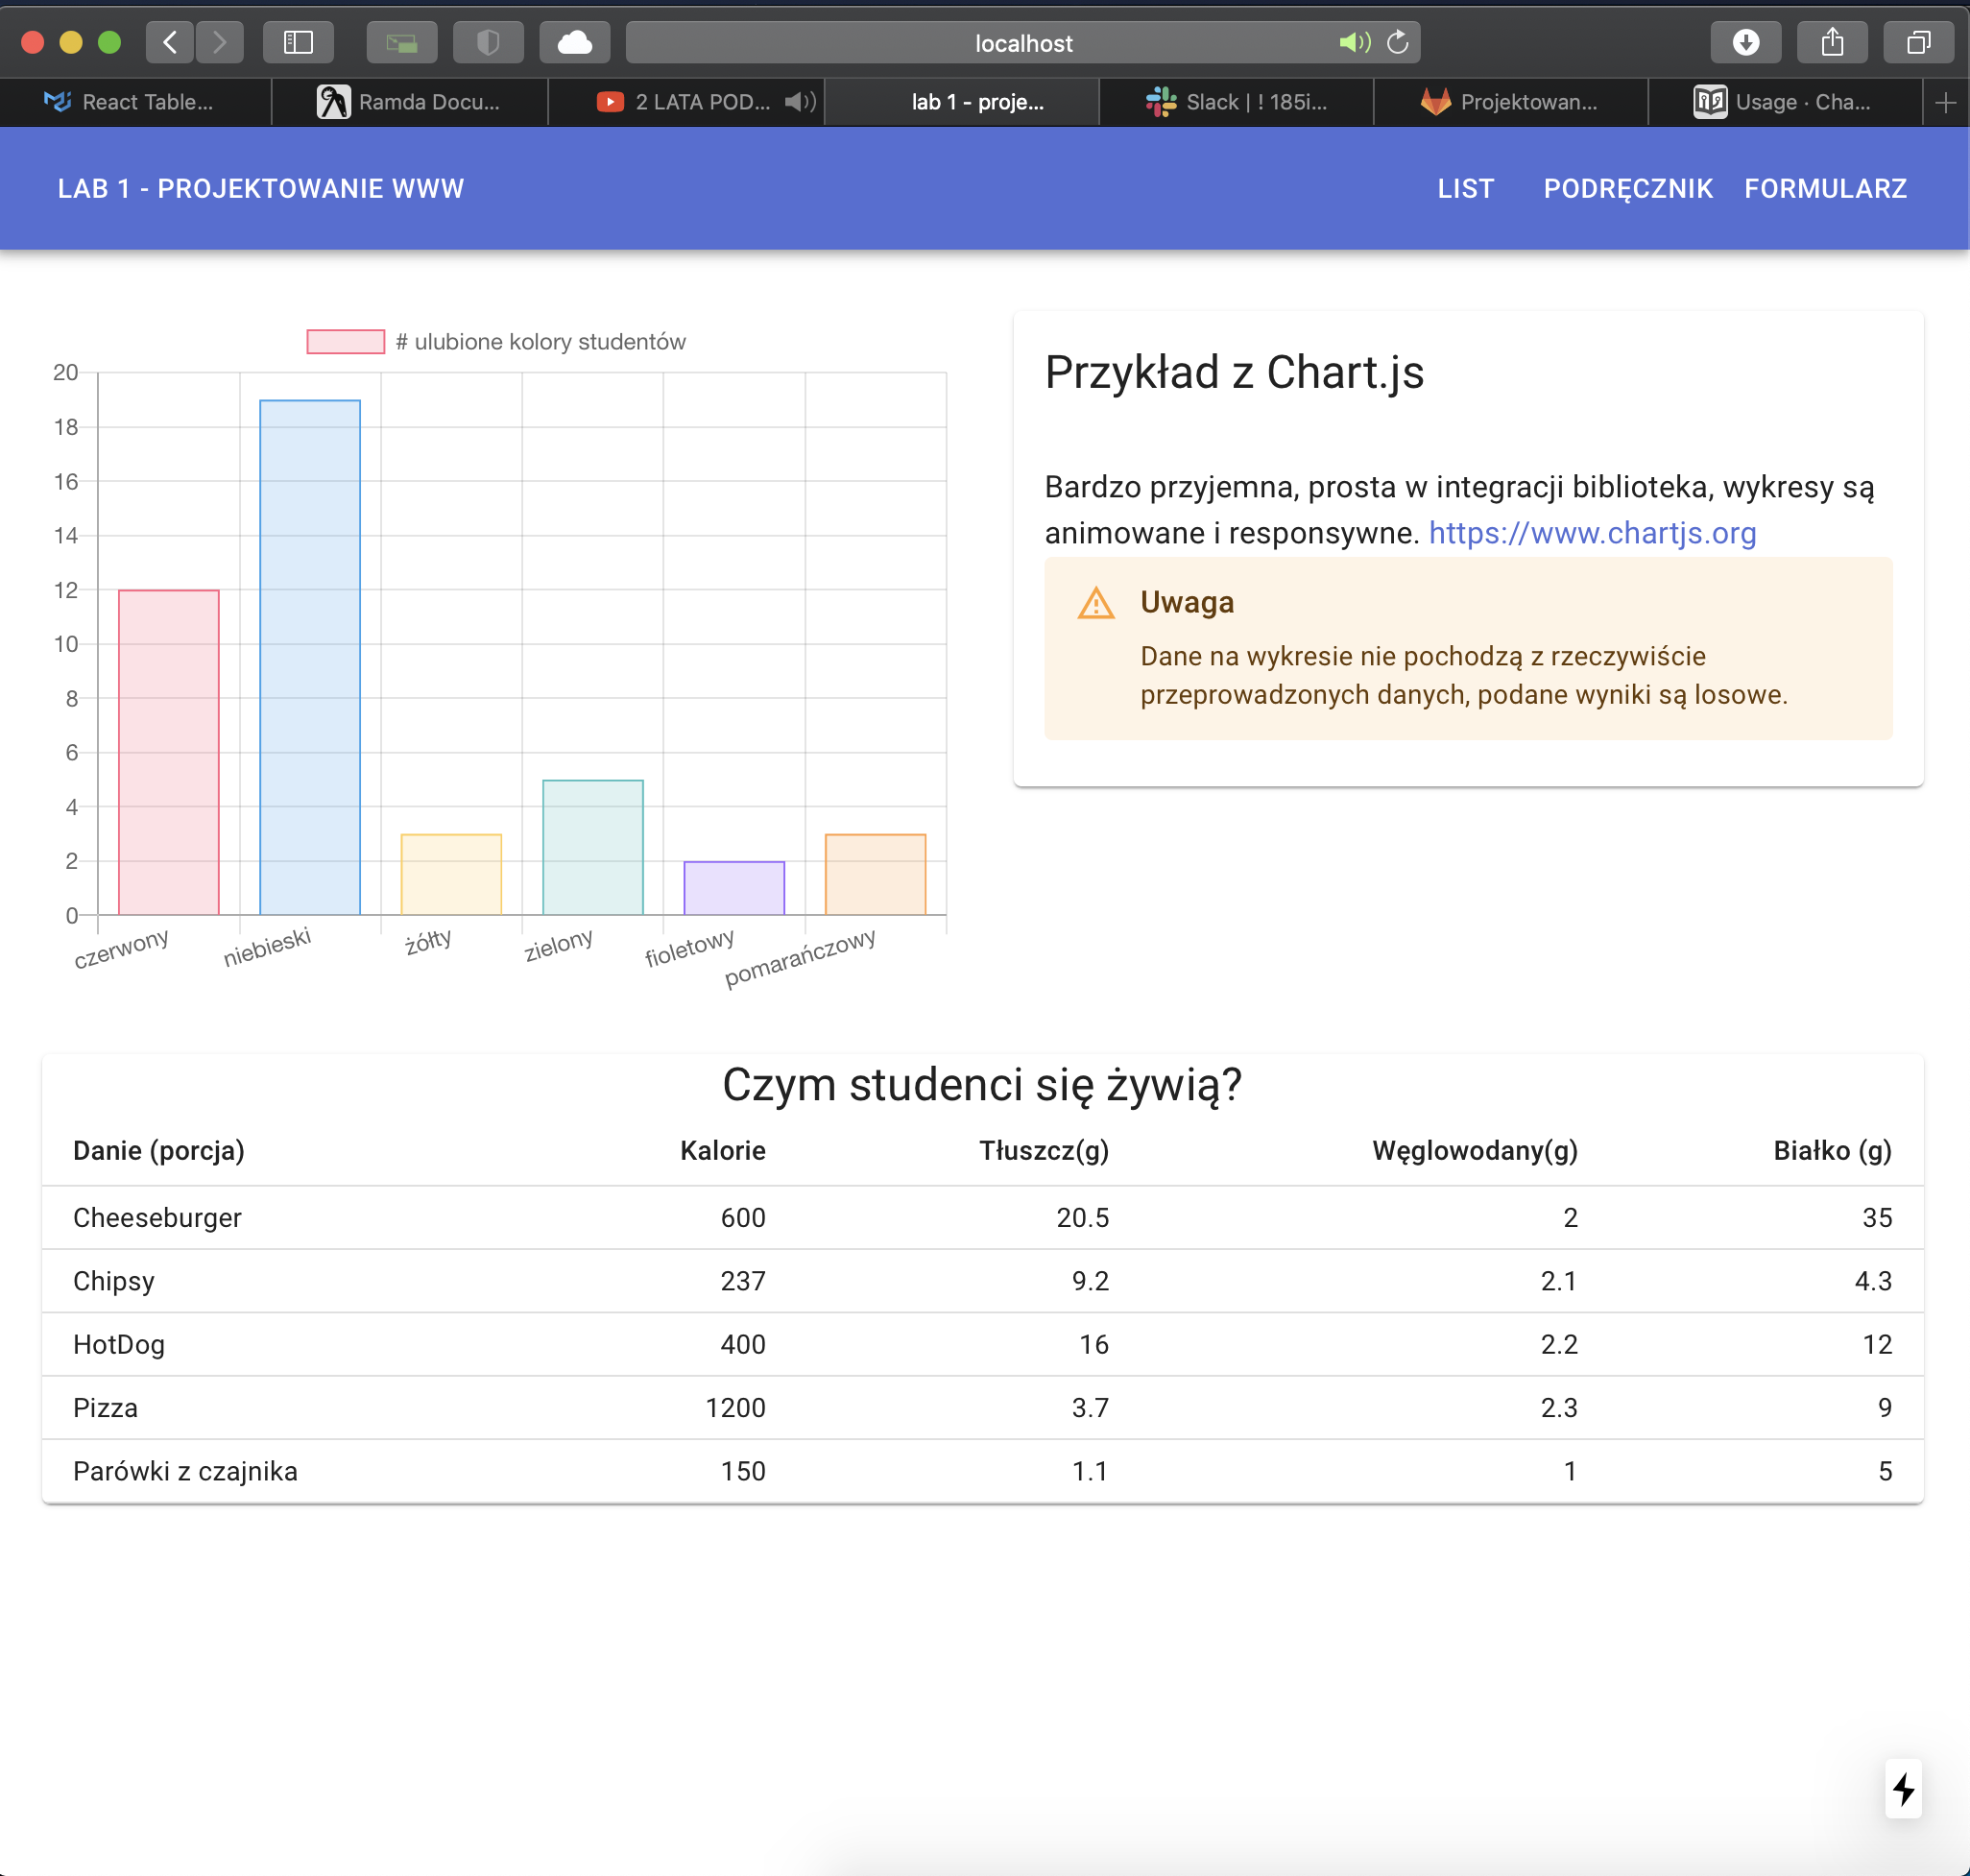 localhost
React Table...
Ramda Docu...
2 LATA POD...
lab 1 - proje...
Slack | ! 185i...
Projektowan...
Usage · Cha...
LAB 1 - PROJEKTOWANIE WWW
LIST PODRĘCZNIK FORMULARZ
# ulubione kolory studentów
20
18
16
14
12
10
8
6
4
2
0
czerwony niebieski żółty zielony fioletowy pomarańczowy
Przykład z Chart.js
Bardzo przyjemna, prosta w integracji biblioteka, wykresy są
animowane i responsywne. https://www.chartjs.org
Uwaga
Dane na wykresie nie pochodzą z rzeczywiście
przeprowadzonych danych, podane wyniki są losowe.
Czym studenci się żywią?
Danie (porcja) Kalorie Tłuszcz(g) Węglowodany(g) Białko (g)
Cheeseburger 600 20.5 2 35
Chipsy 237 9.2 2.1 4.3
HotDog 400 16 2.2 12
Pizza 1200 3.7 2.3 9
Parówki z czajnika 150 1.1 1 5